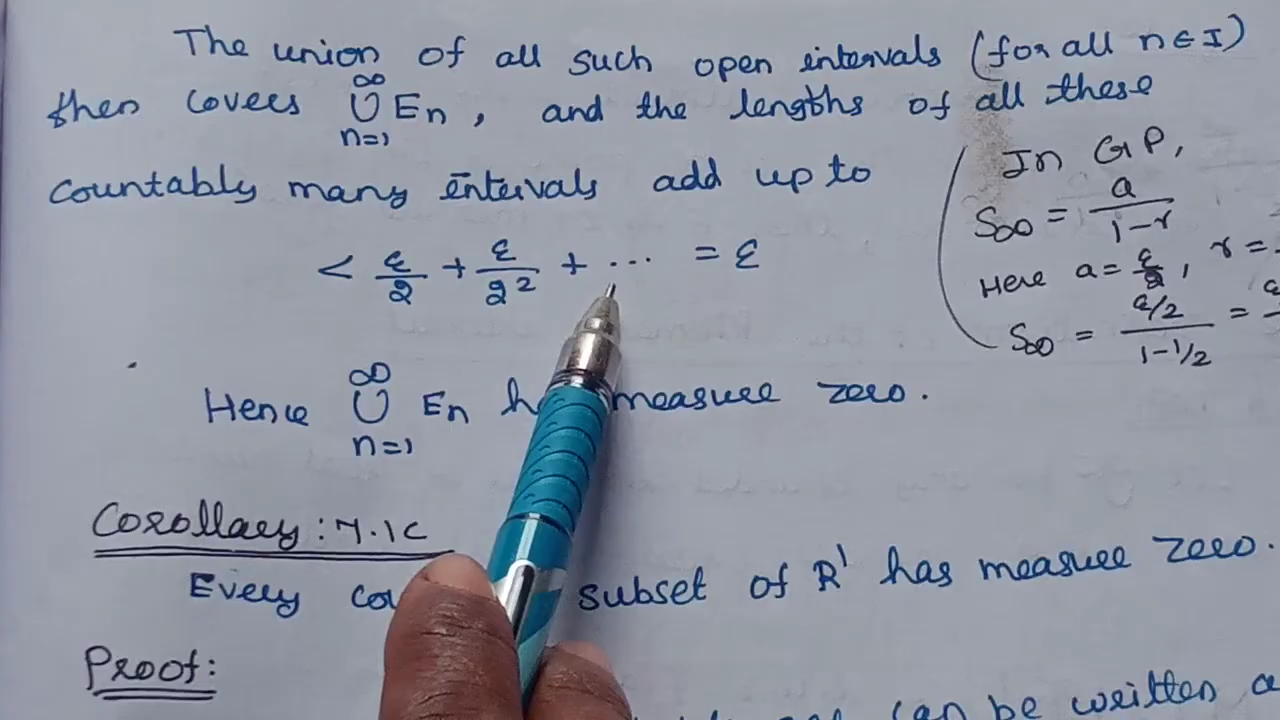 The union of all such open intervals (for all n∈I)
then covers ∞∪n=1 En, and the lengths of all these
countably many intervals add up to
< ε/2 + ε/2² + ... = ε
In GP,
S∞ = a/1-r
Here a = ε/2, r =
S∞ = ε/2/1-1/2 =
Hence ∞∪n=1 En measure zero.
Corollary: 7.1C
Every subset of R¹ has measure zero.
Proof:
can be written